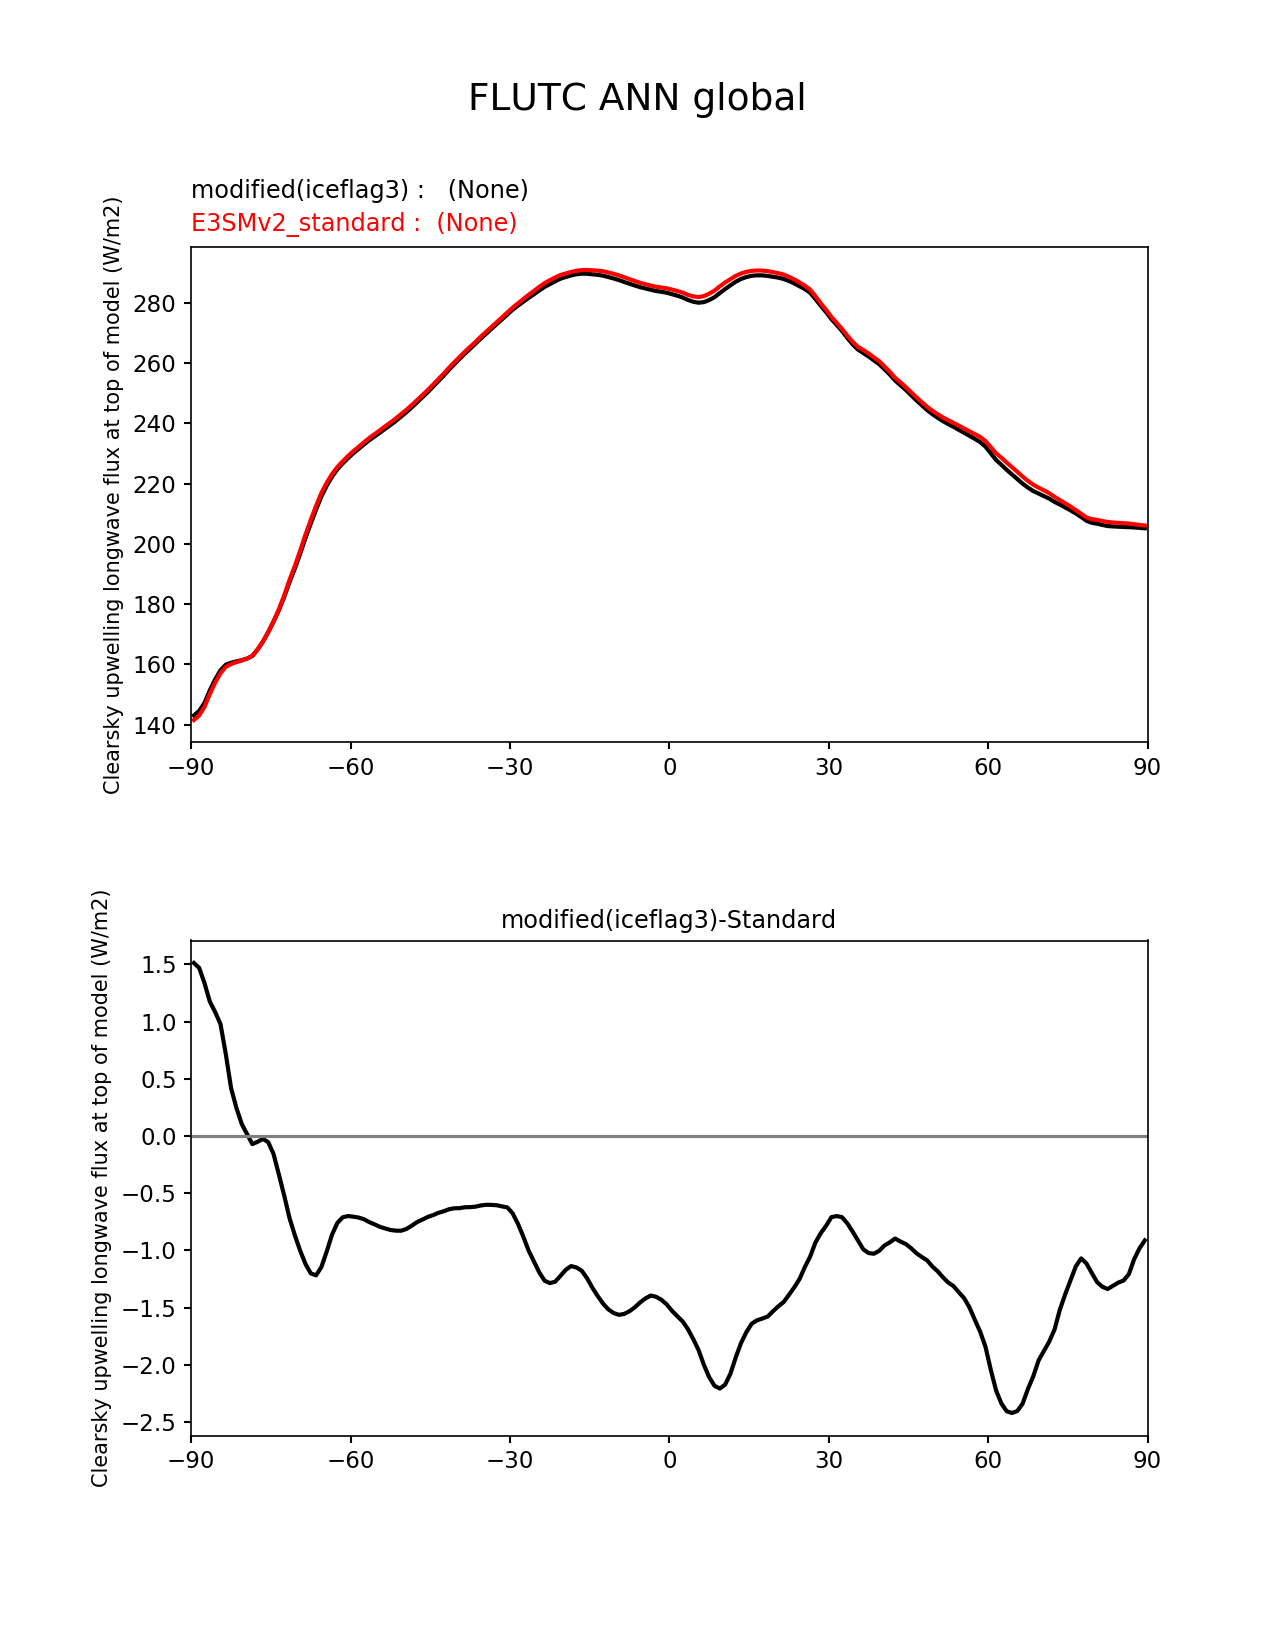 FLUTC ANN global
modified(iceflag3) :   (None)
E3SMv2_standard :  (None)
Clearsky upwelling longwave flux at top of model (W/m2)
280
260
240
220
200
180
160
140
−90 −60 −30 0 30 60 90
modified(iceflag3)-Standard
Clearsky upwelling longwave flux at top of model (W/m2)
1.5
1.0
0.5
0.0
−0.5
−1.0
−1.5
−2.0
−2.5
−90 −60 −30 0 30 60 90